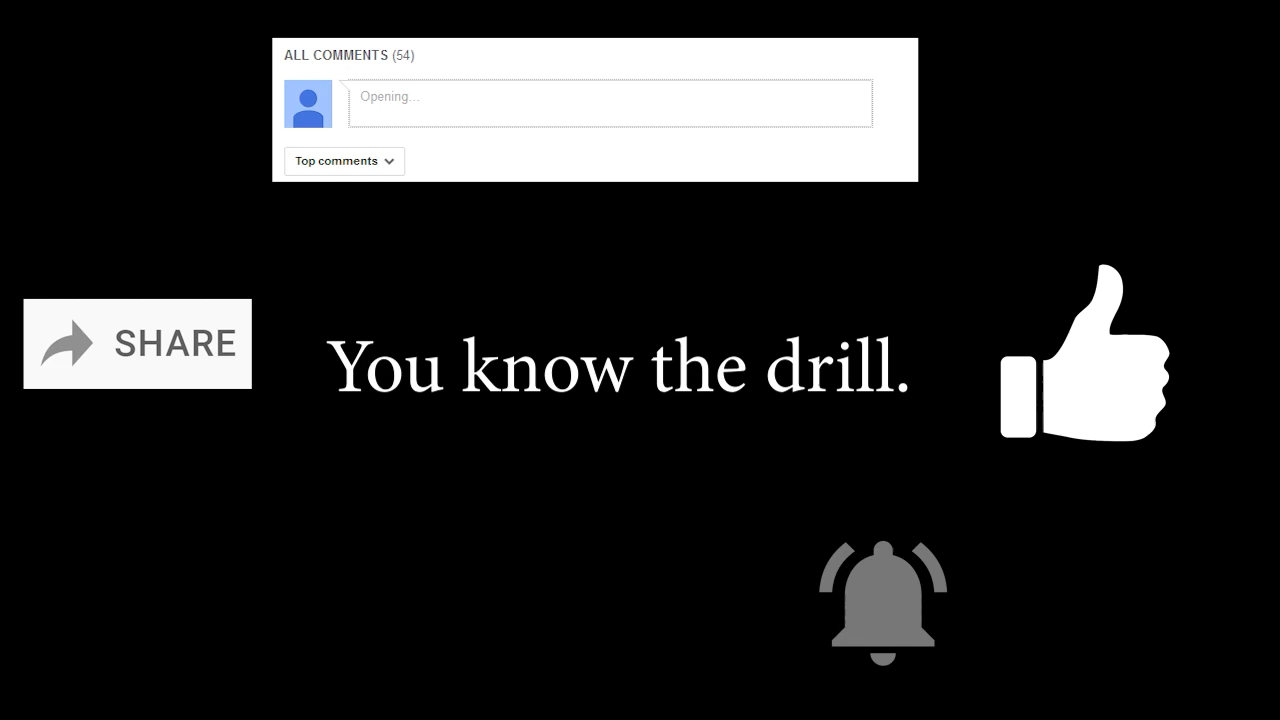 ALL COMMENTS (54)
Opening...
Top comments
SHARE
You know the drill.